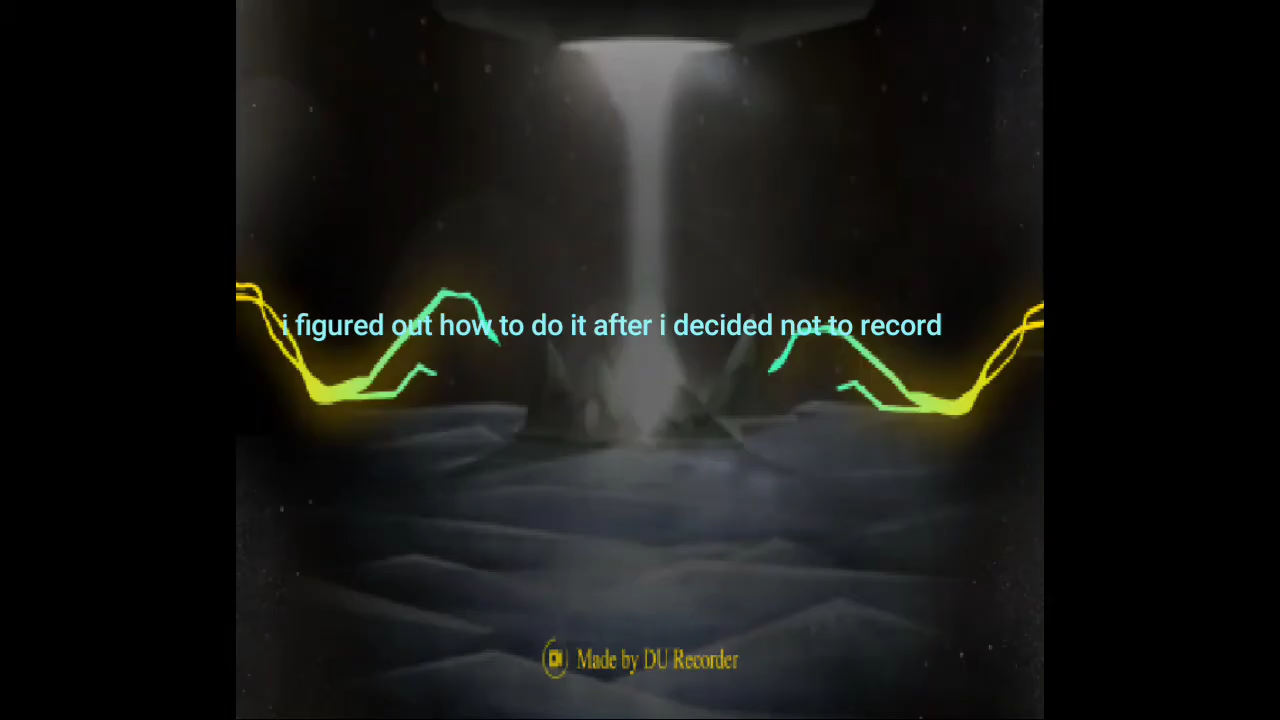 i figured out how to do it after i decided not to record
Made by DU Recorder